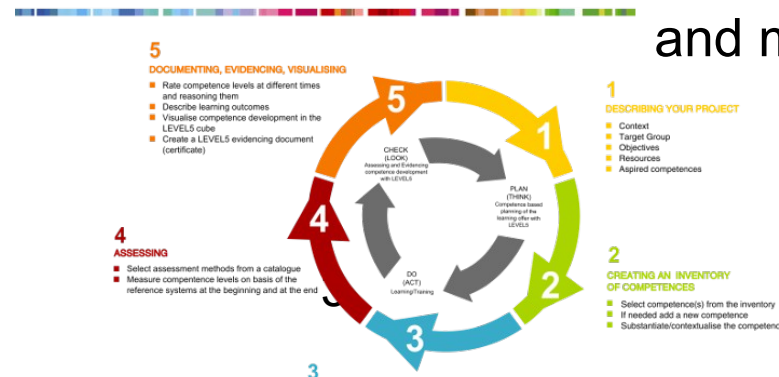 and m
5
DOCUMENTING, EVIDENCING, VISUALISING
Rate competence levels at different times
and reasoning them
Describe learning outcomes
Visualise competence development in the
LEVEL5 cube
Create a LEVEL5 evidencing document
(certificate)
1
DESCRIBING YOUR PROJECT
Context
Target Group
Objectives
Resources
Aspired competences
5
1
CHECK
(LOOK)
Assessing and Evidencing
competence development
with LEVEL5
PLAN
(THINK)
Competence based
planning of the
learning offer with
LEVEL5
4
4
ASSESSING
Select assessment methods from a catalogue
Measure compentence levels on basis of the
reference systems at the beginning and at the end
DO
(ACT)
Learning/Training
2
2
CREATING AN INVENTORY
OF COMPETENCES
Select competence(s) from the inventory
If needed add a new competence
Substantiate/contextualise the competenc
3
3